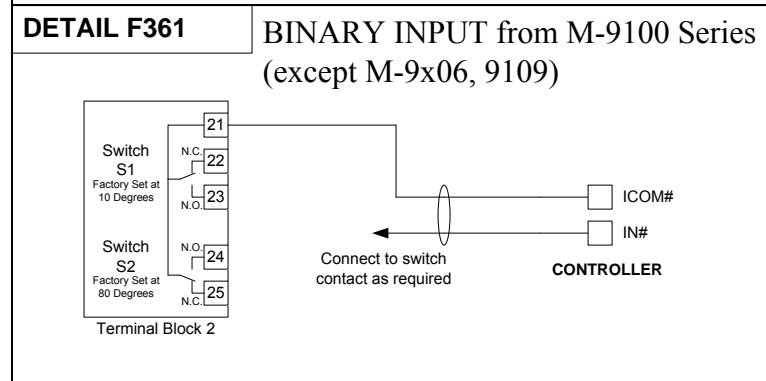 DETAIL F361
BINARY INPUT from M-9100 Series
(except M-9x06, 9109)
21
Switch
S1
Factory Set at
10 Degrees
N.C.
22
N.O.
23
Switch
S2
Factory Set at
80 Degrees
N.O.
24
N.C.
25
Terminal Block 2
Connect to switch
contact as required
ICOM#
IN#
CONTROLLER